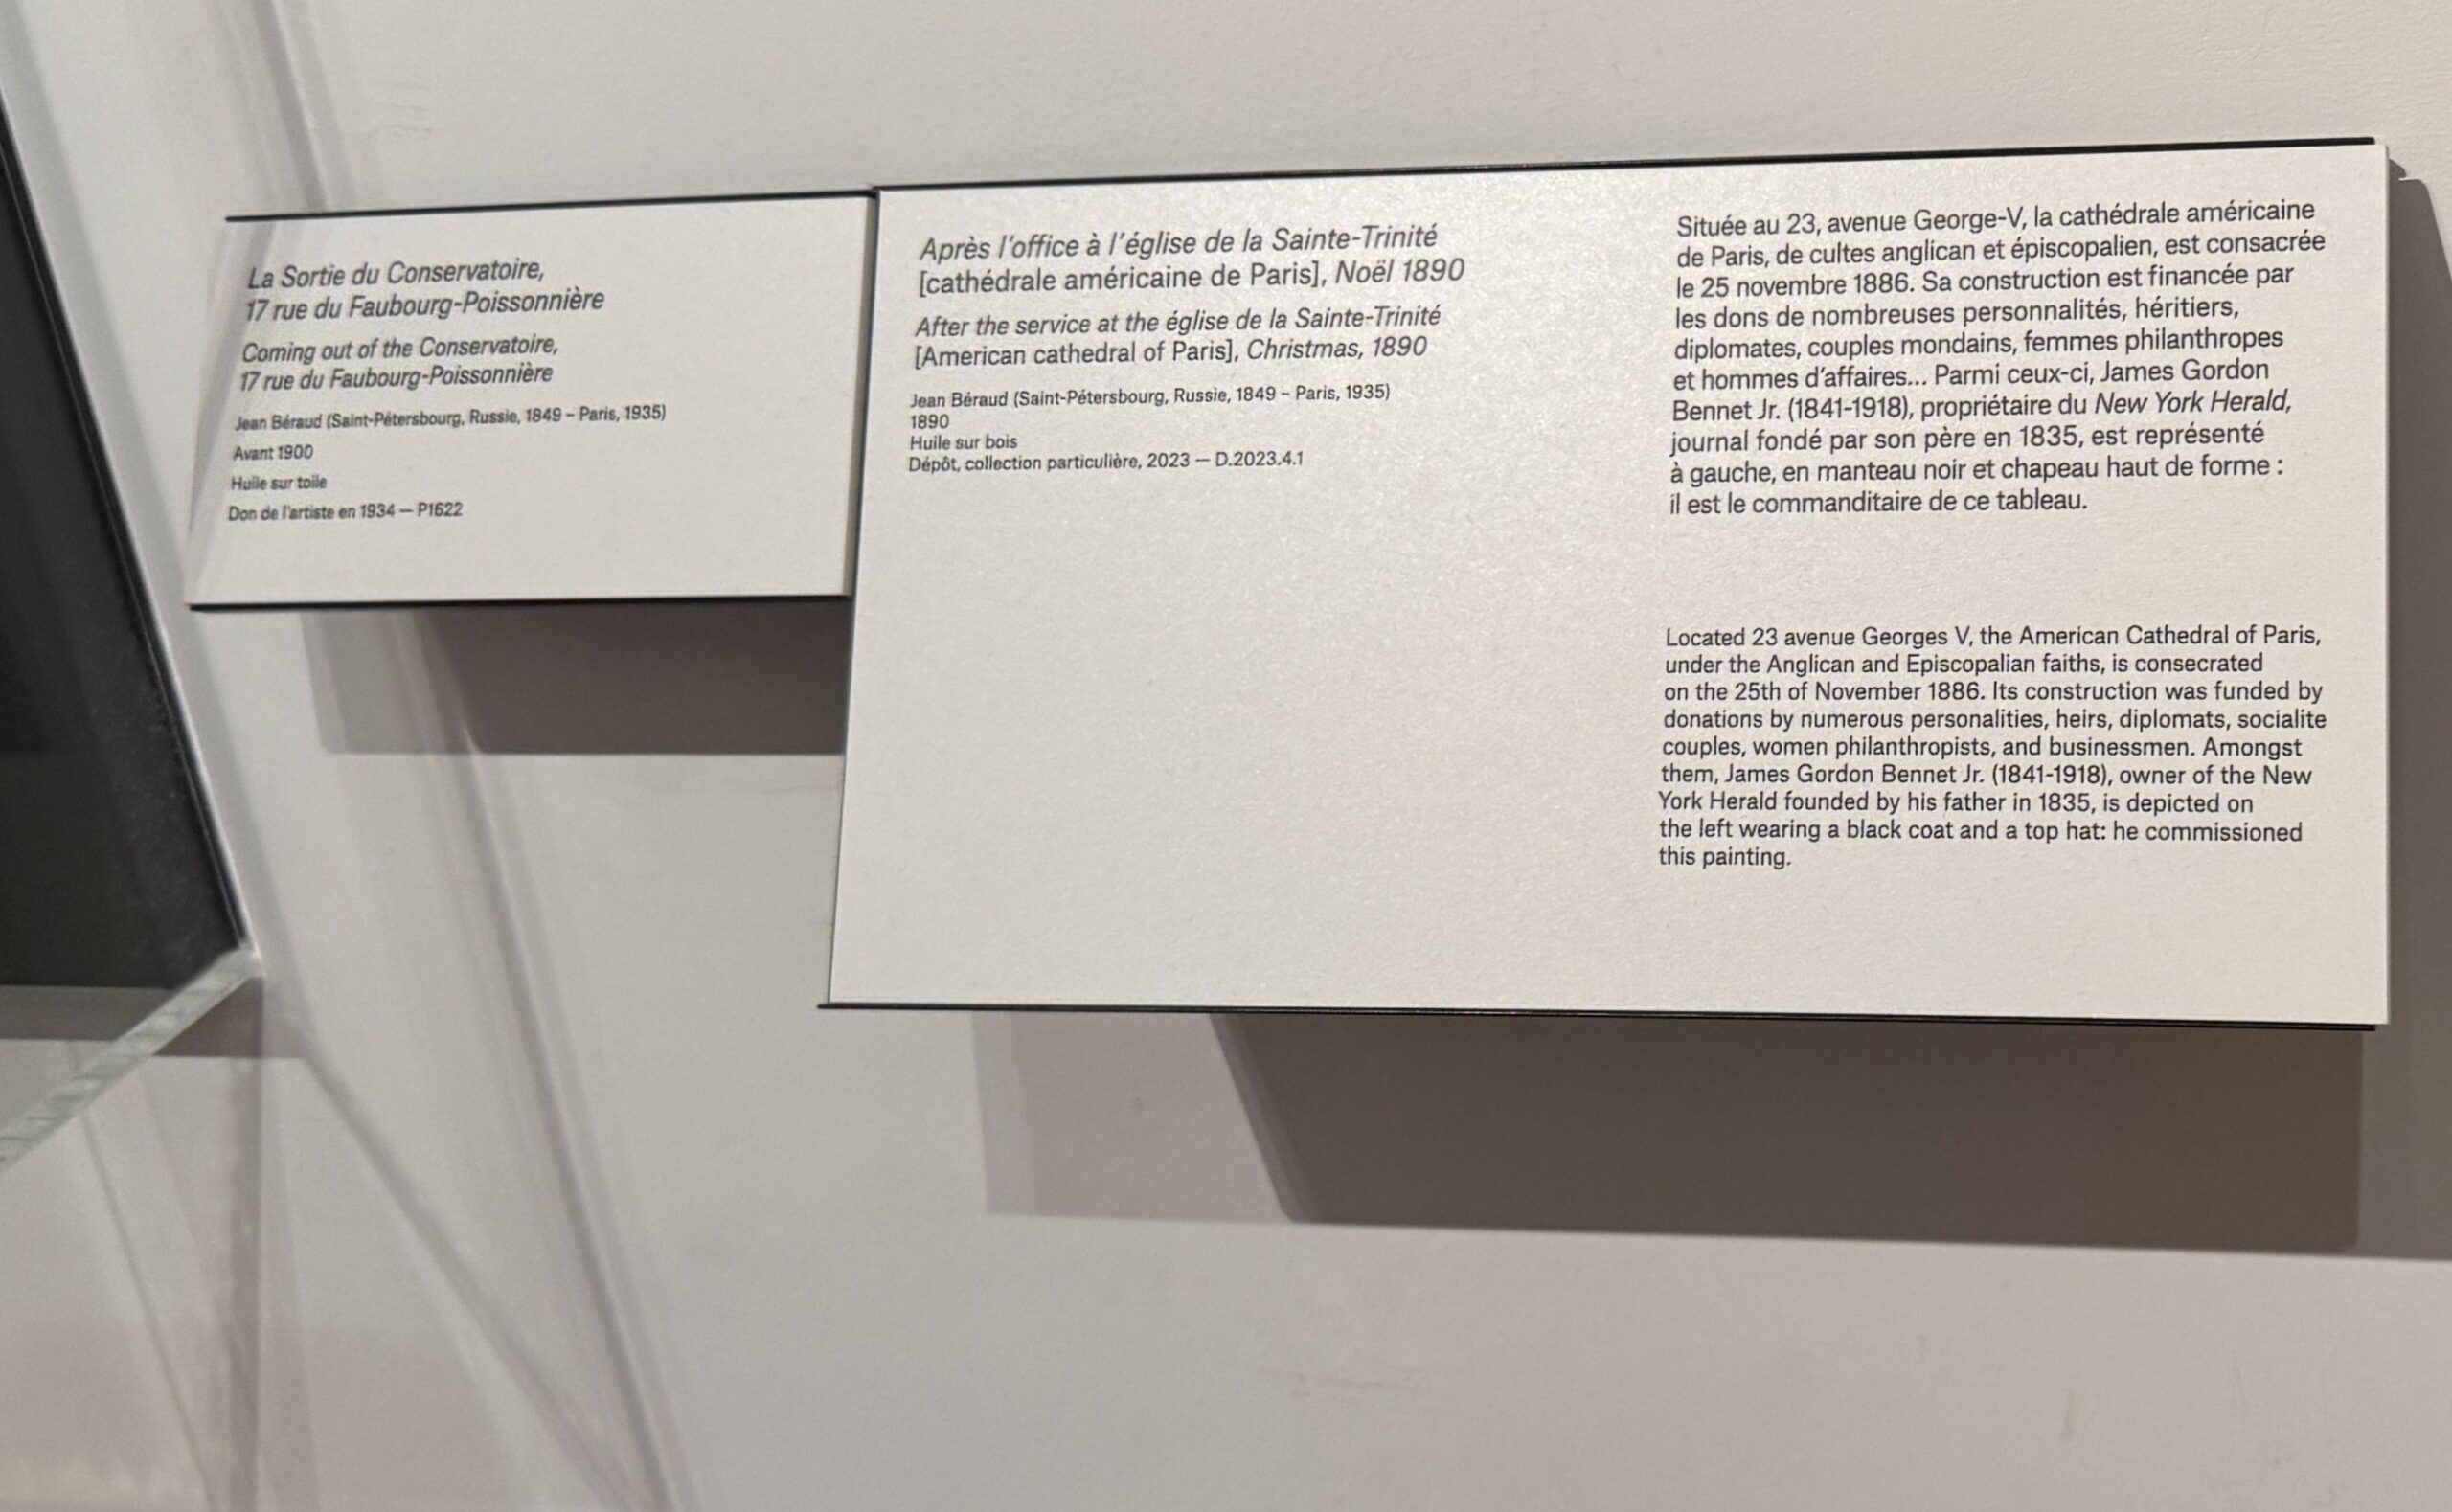 La Sortie du Conservatoire,
17 rue du Faubourg-Poissonnière
Coming out of the Conservatoire,
17 rue du Faubourg-Poissonnière
Jean Béraud (Saint-Pétersbourg, Russie, 1849 – Paris, 1935)
Avant 1900
Huile sur toile
Don de l'artiste en 1934 — P1622
Après l'office à l'église de la Sainte-Trinité
[cathédrale américaine de Paris], Noël 1890
After the service at the église de la Sainte-Trinité
[American cathedral of Paris], Christmas, 1890
Jean Béraud (Saint-Pétersbourg, Russie, 1849 – Paris, 1935)
1890
Huile sur bois
Dépôt, collection particulière, 2023 — D.2023.4.1
Située au 23, avenue George-V, la cathédrale américaine
de Paris, de cultes anglican et épiscopalien, est consacrée
le 25 novembre 1886. Sa construction est financée par
les dons de nombreuses personnalités, héritiers,
diplomates, couples mondains, femmes philanthropes
et hommes d'affaires... Parmi ceux-ci, James Gordon
Bennet Jr. (1841-1918), propriétaire du New York Herald,
journal fondé par son père en 1835, est représenté
à gauche, en manteau noir et chapeau haut de forme :
il est le commanditaire de ce tableau.
Located 23 avenue Georges V, the American Cathedral of Paris,
under the Anglican and Episcopalian faiths, is consecrated
on the 25th of November 1886. Its construction was funded by
donations by numerous personalities, heirs, diplomats, socialite
couples, women philanthropists, and businessmen. Amongst
them, James Gordon Bennet Jr. (1841-1918), owner of the New
York Herald founded by his father in 1835, is depicted on
the left wearing a black coat and a top hat: he commissioned
this painting.